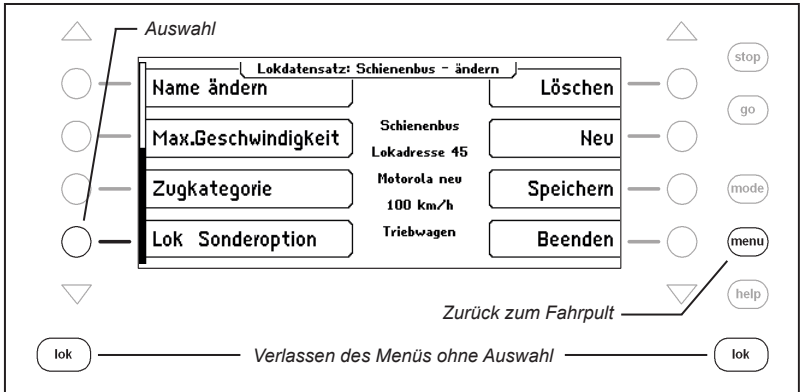 Auswahl
stop
Lokdatensatz: Schienenbus - ändern
Name ändern
Löschen
go
Schienenbus
Max.Geschwindigkeit
Neu
Lokadresse 45
Motorola neu
Zugkategorie
Speichern
mode
100 km/h
Triebwagen
Lok Sonderoption
Beenden
menu
help
Zurück zum Fahrpult
lok
Verlassen des Menüs ohne Auswahl
lok